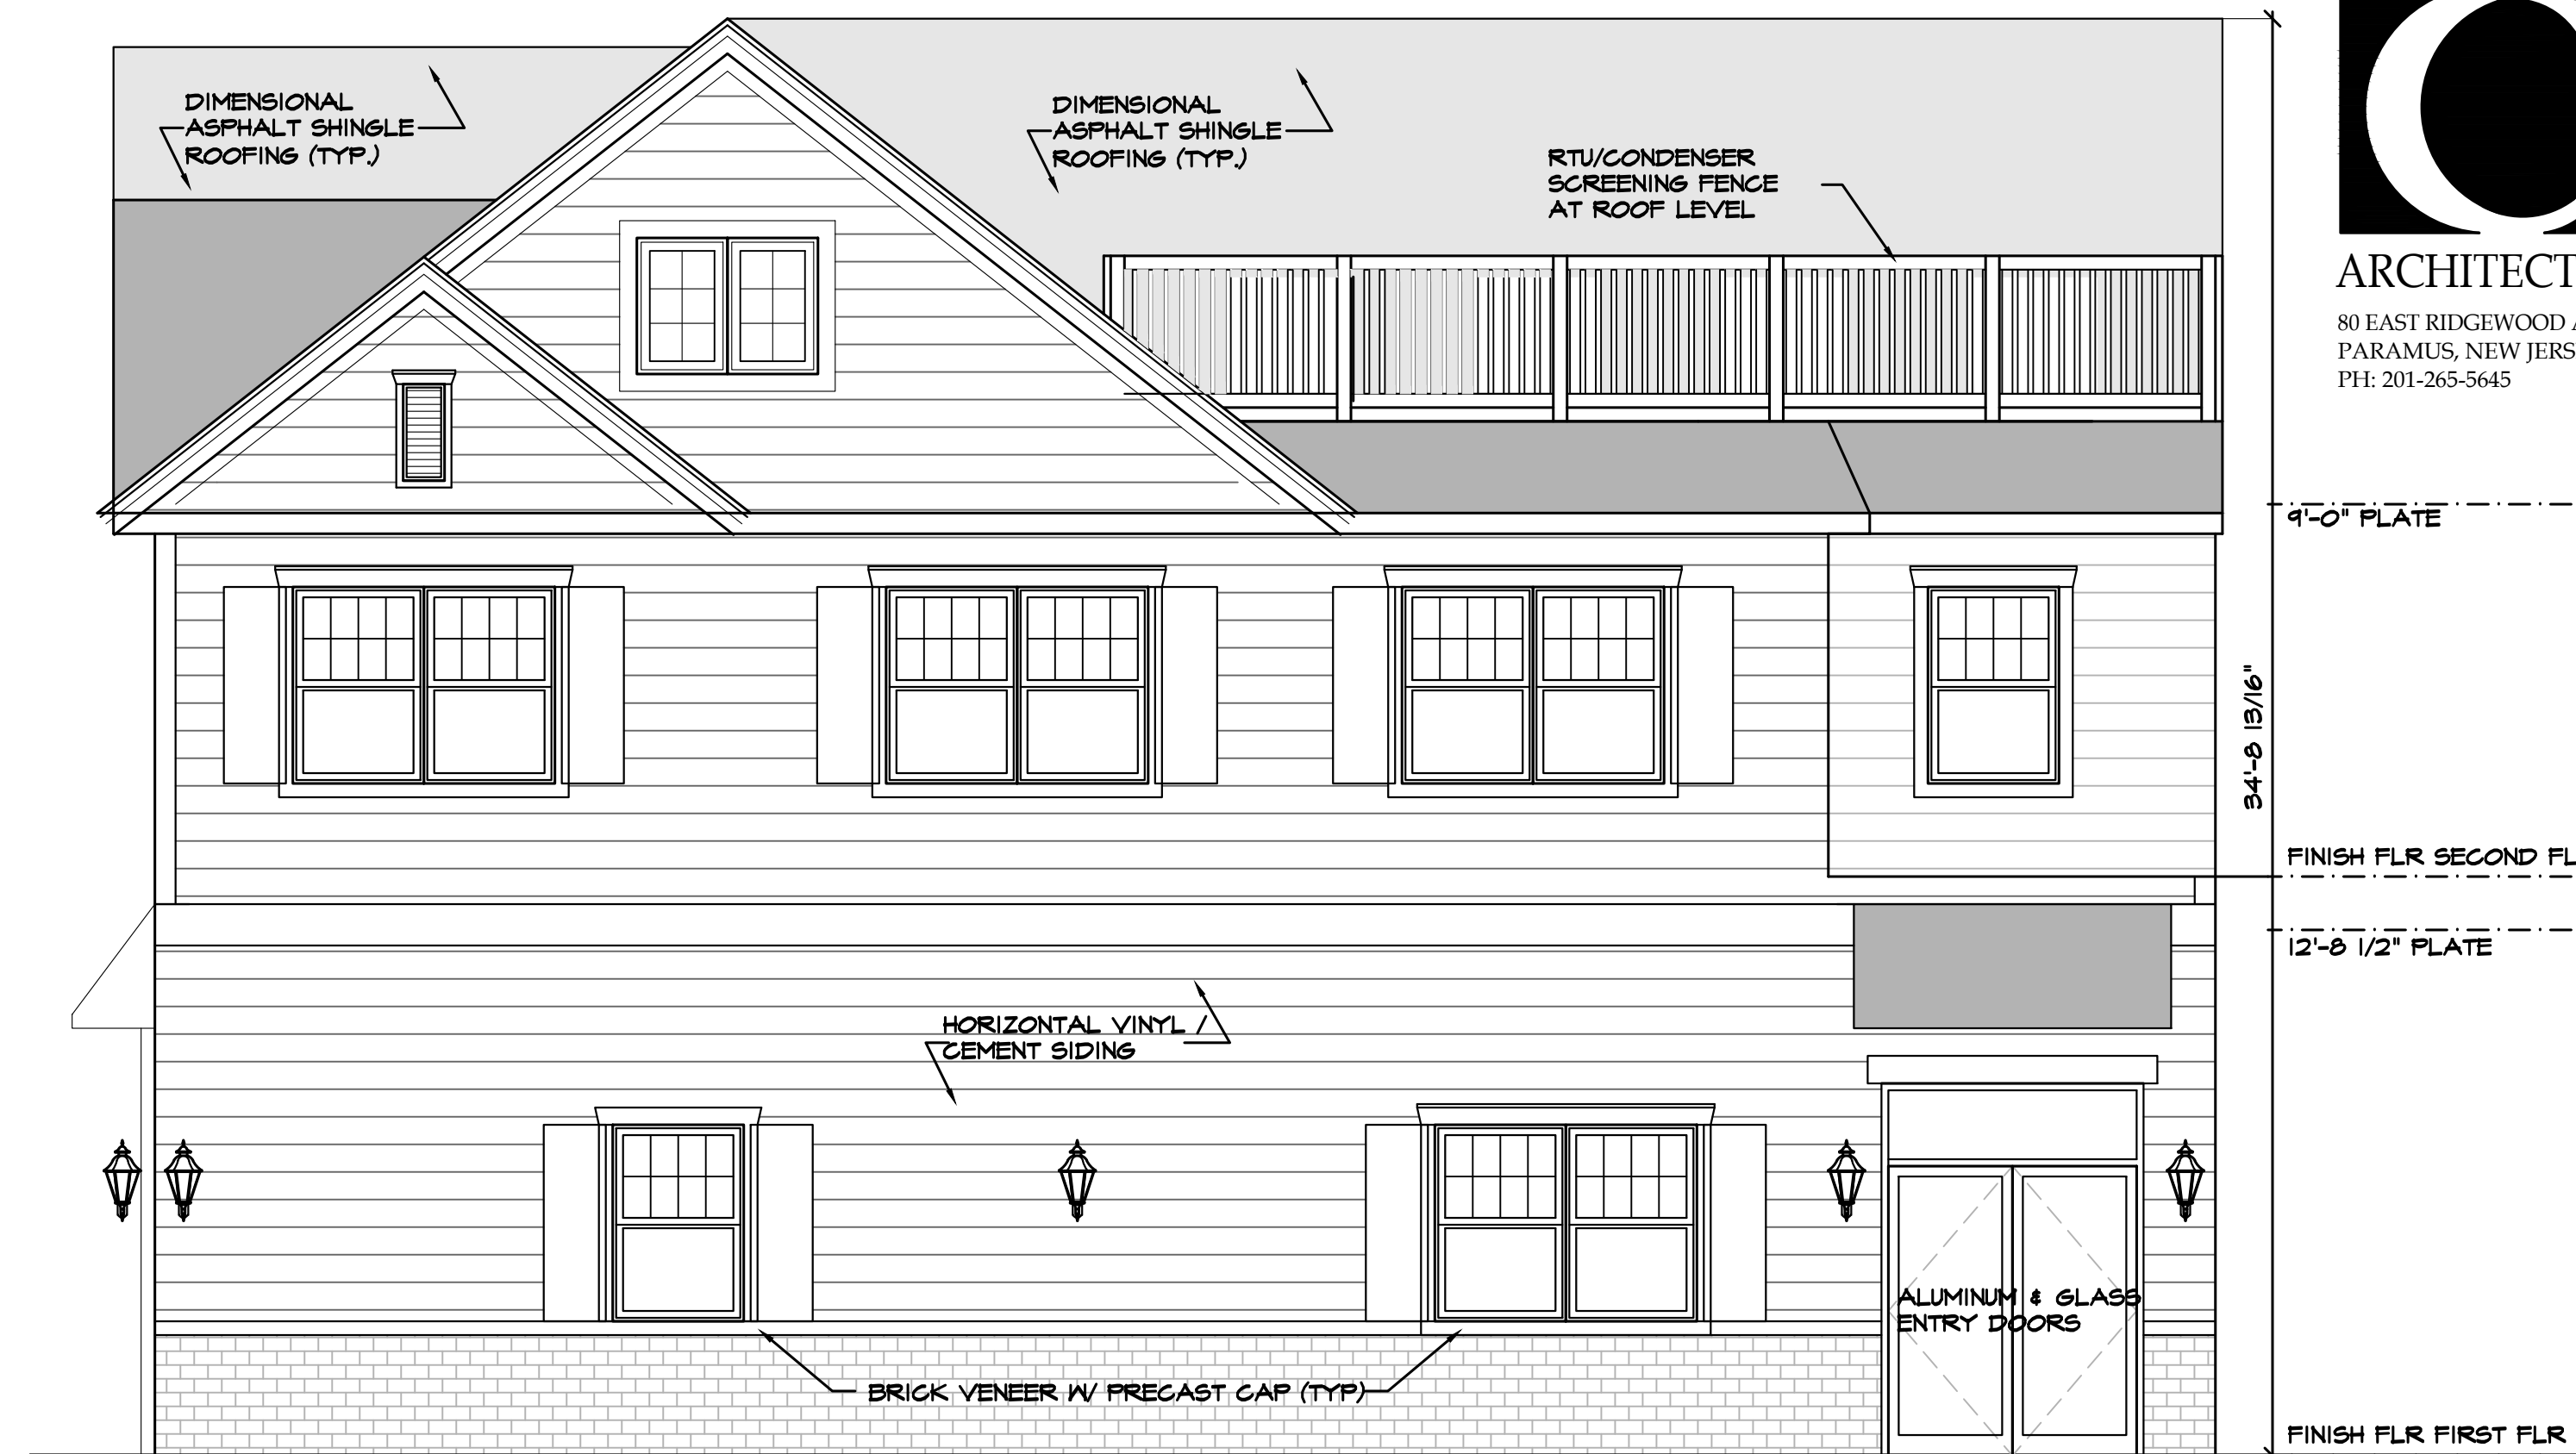 DIMENSIONAL
ASPHALT SHINGLE
ROOFING (TYP.)
DIMENSIONAL
ASPHALT SHINGLE
ROOFING (TYP.)
RTU/CONDENSER
SCREENING FENCE
AT ROOF LEVEL
ARCHITECT
80 EAST RIDGEWOOD
PARAMUS, NEW JERS
PH: 201-265-5645
9'-0" PLATE
34'-8 13/16"
FINISH FLR SECOND FL
12'-8 1/2" PLATE
HORIZONTAL VINYL /
CEMENT SIDING
ALUMINUM & GLASS
ENTRY DOORS
BRICK VENEER W/ PRECAST CAP (TYP)
FINISH FLR FIRST FLR